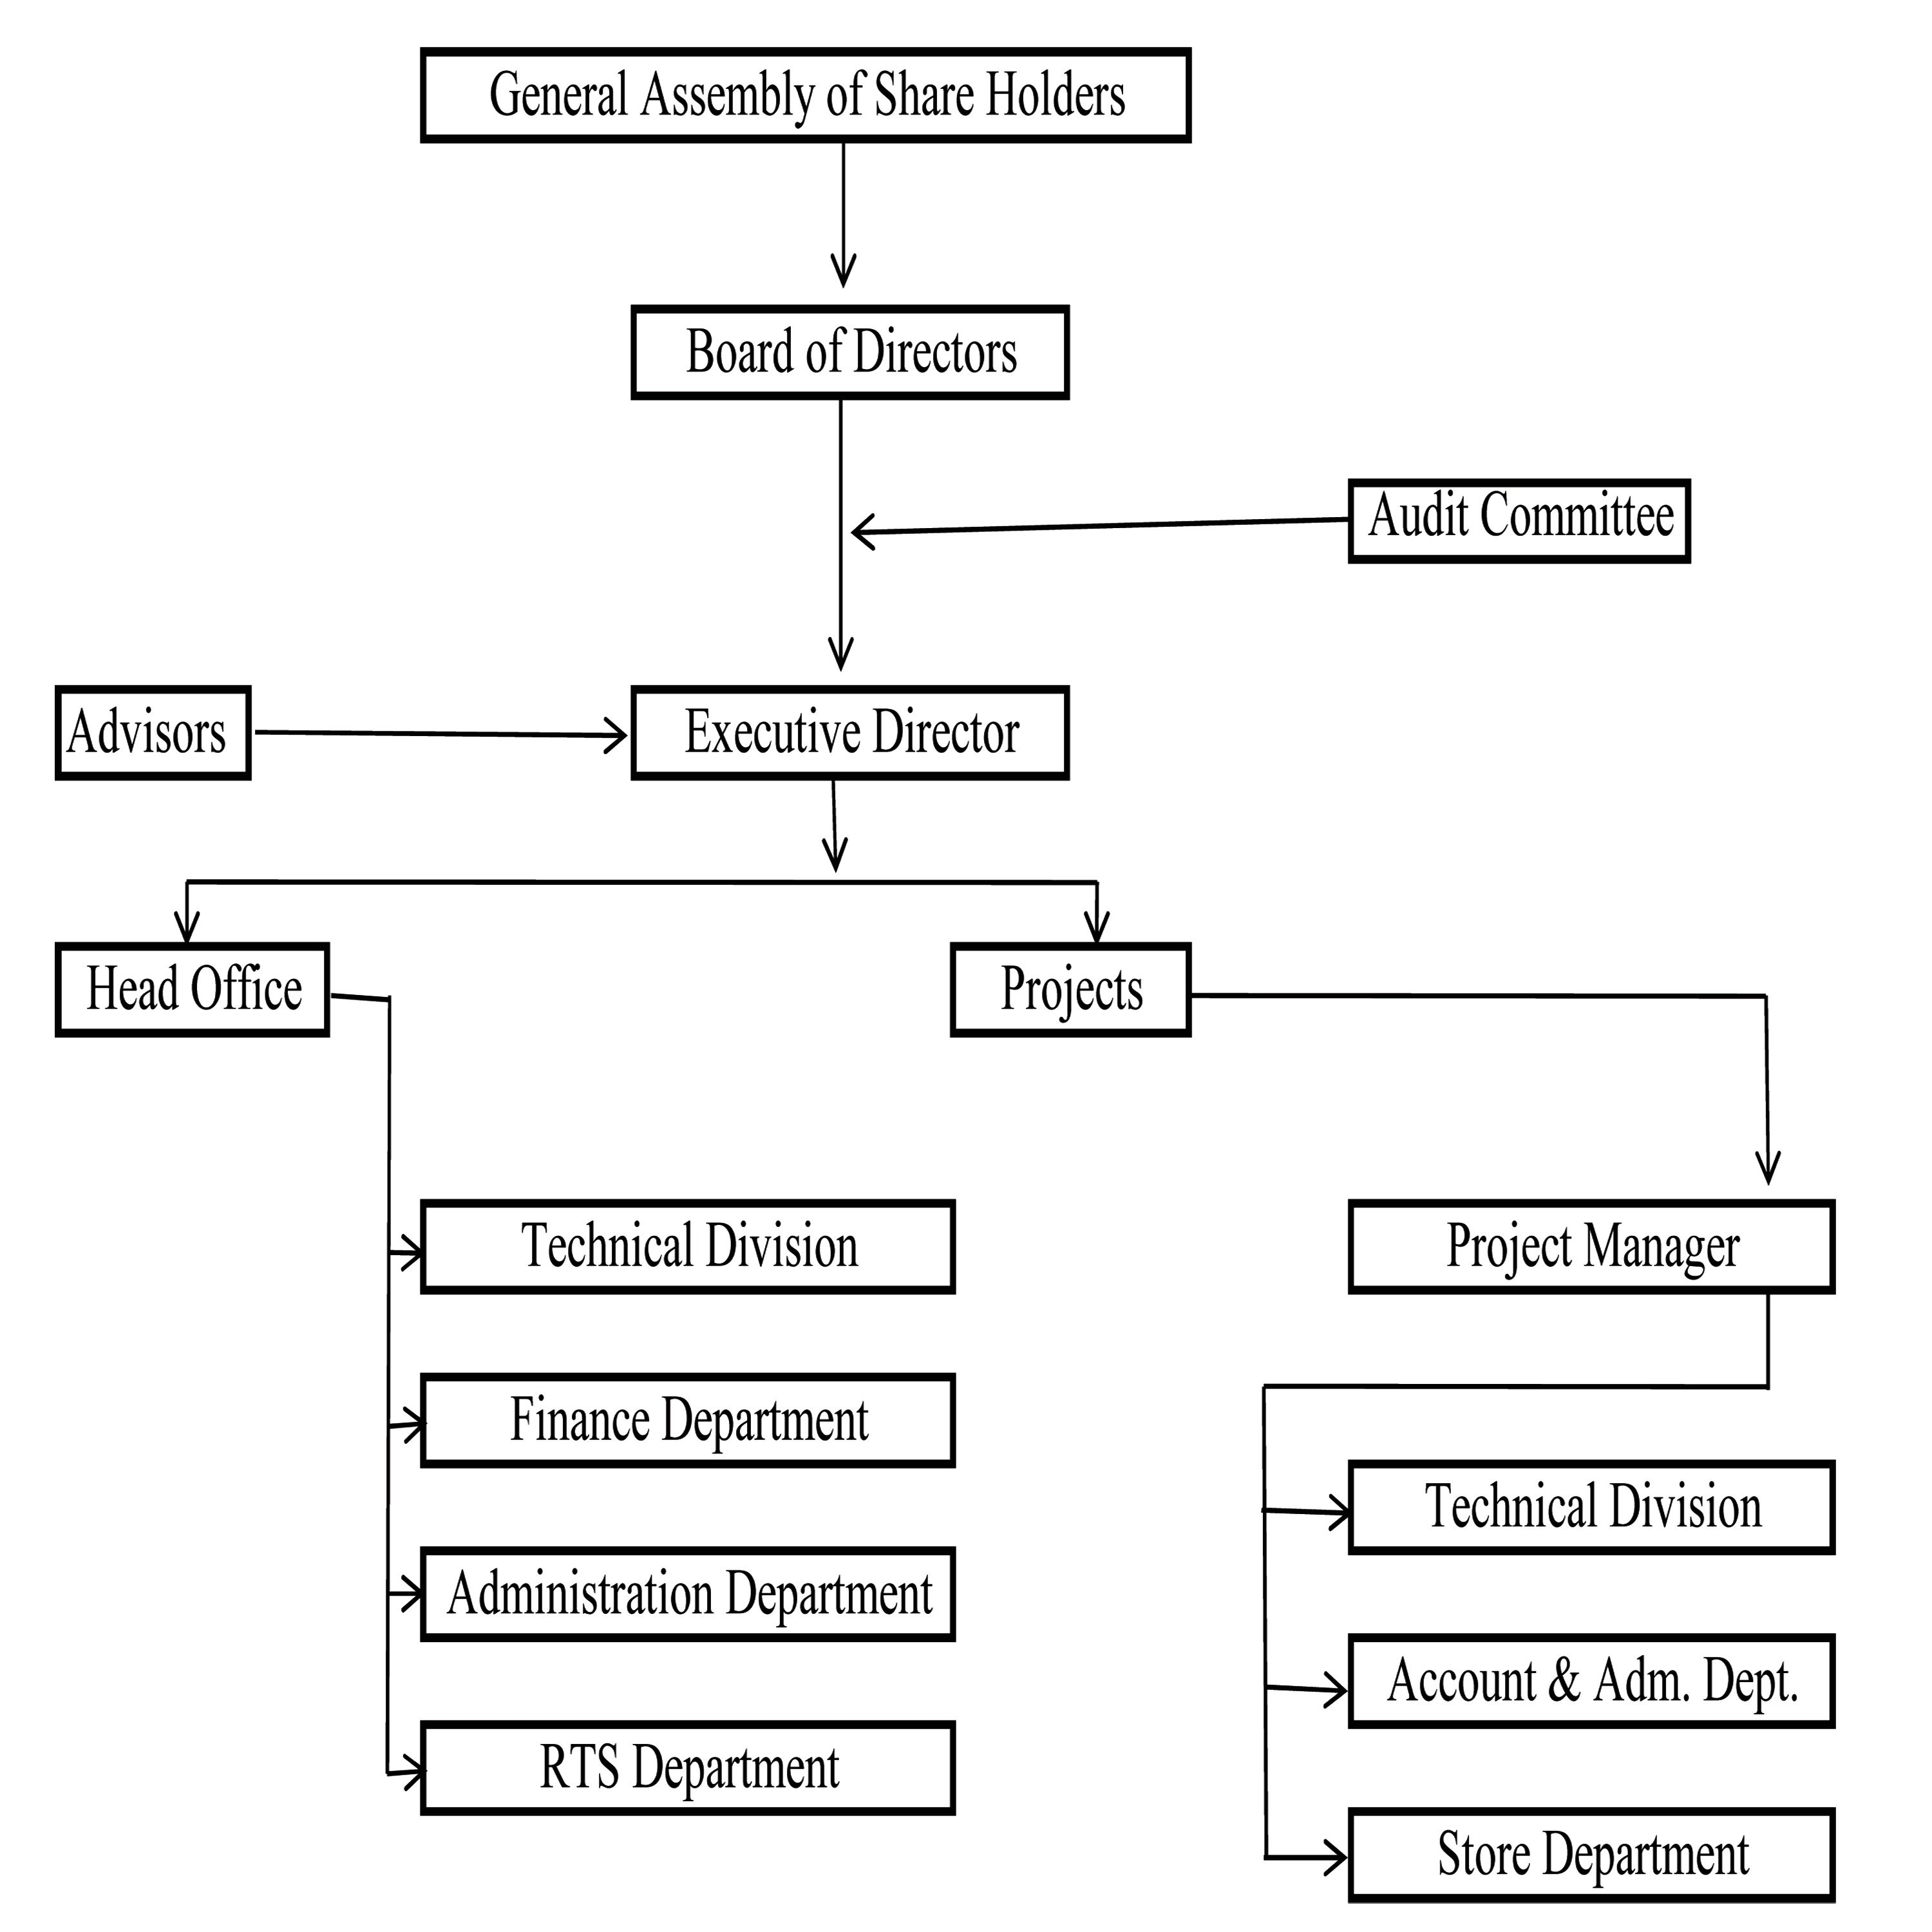 General Assembly of Share Holders
Board of Directors
Audit Committee
Advisors
Executive Director
Head Office
Projects
Technical Division
Project Manager
Finance Department
Technical Division
Administration Department
Account & Adm. Dept.
RTS Department
Store Department